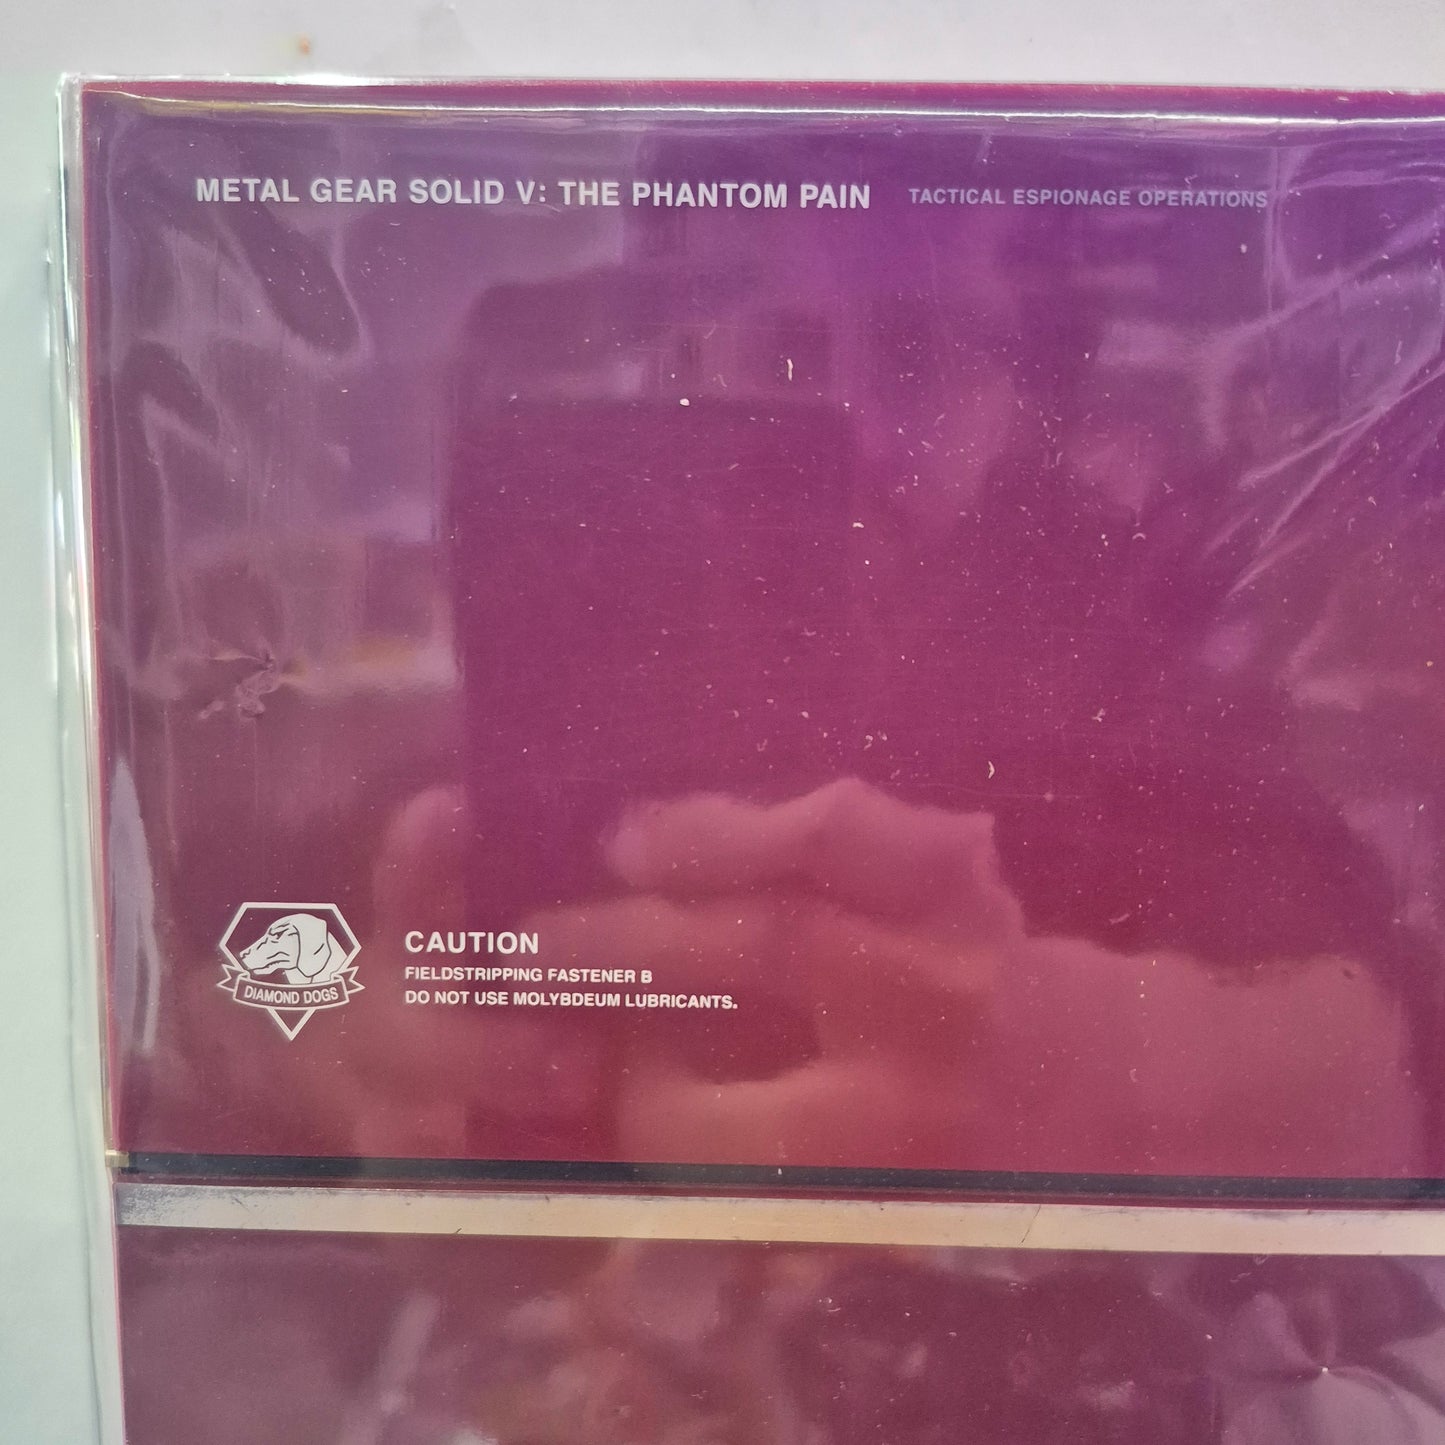 METAL GEAR SOLID V: THE PHANTOM PAIN TACTICAL ESPIONAGE OPERATIONS
CAUTION
FIELDSTRIPPING FASTENER B
DO NOT USE MOLYBDEUM LUBRICANTS.
DIAMOND DOGS